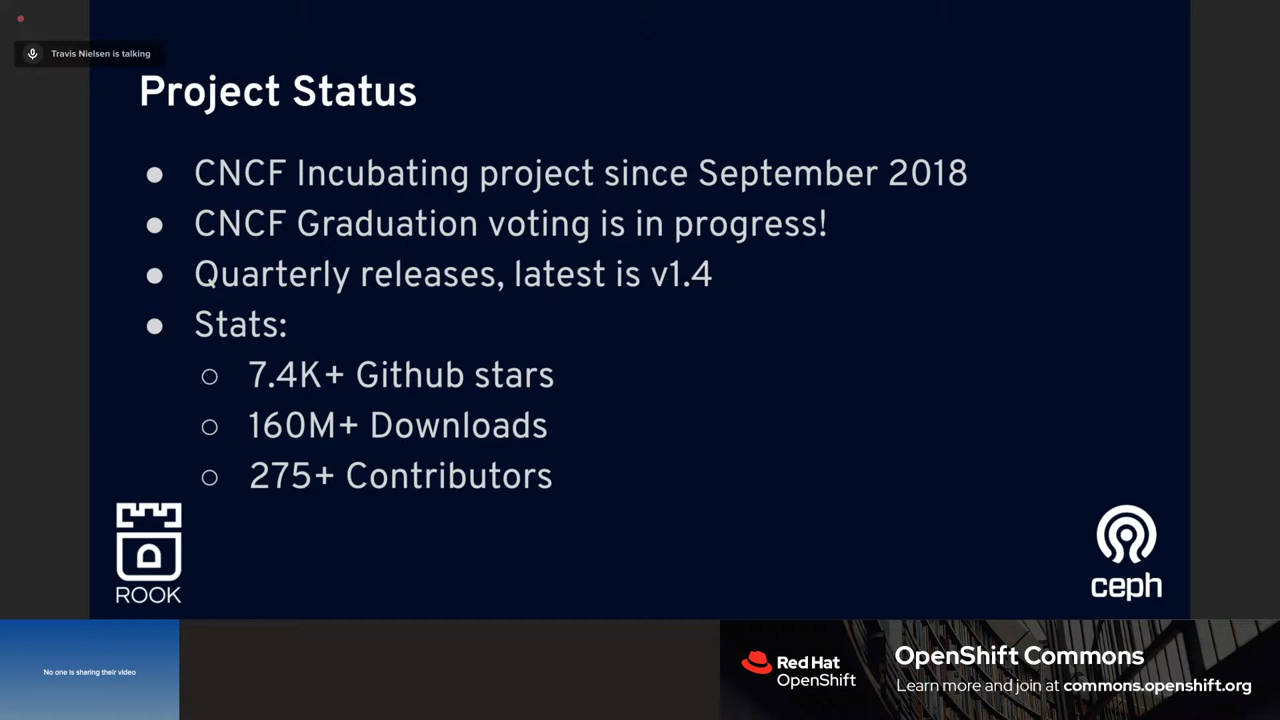 Travis Nielsen is talking
Project Status
● CNCF Incubating project since September 2018
● CNCF Graduation voting is in progress!
● Quarterly releases, latest is v1.4
● Stats:
○ 7.4K+ Github stars
○ 160M+ Downloads
○ 275+ Contributors
ROOK
ceph
No one is sharing their video
Red Hat
OpenShift
OpenShift Commons
Learn more and join at commons.openshift.org